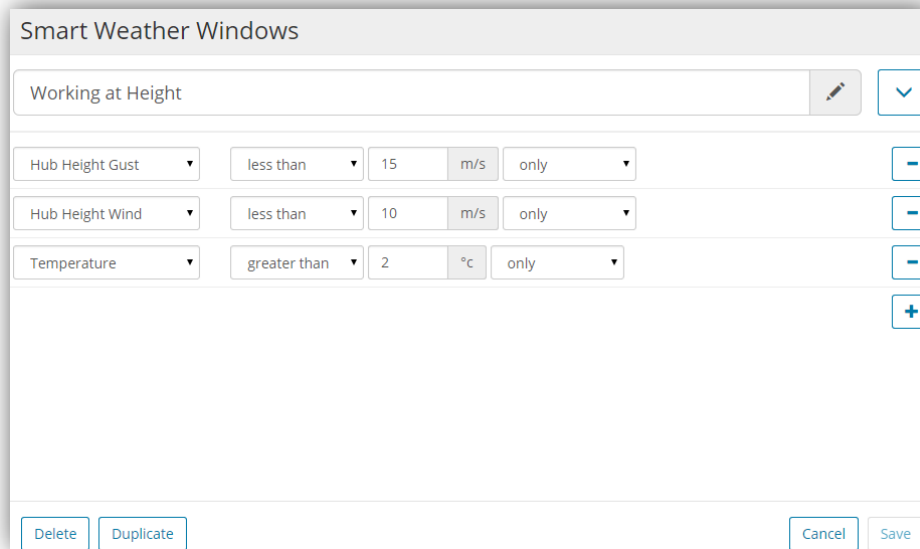 Smart Weather Windows
Working at Height
Hub Height Gust less than 15 m/s only
Hub Height Wind less than 10 m/s only
Temperature greater than 2 °c only
Delete Duplicate Cancel Save